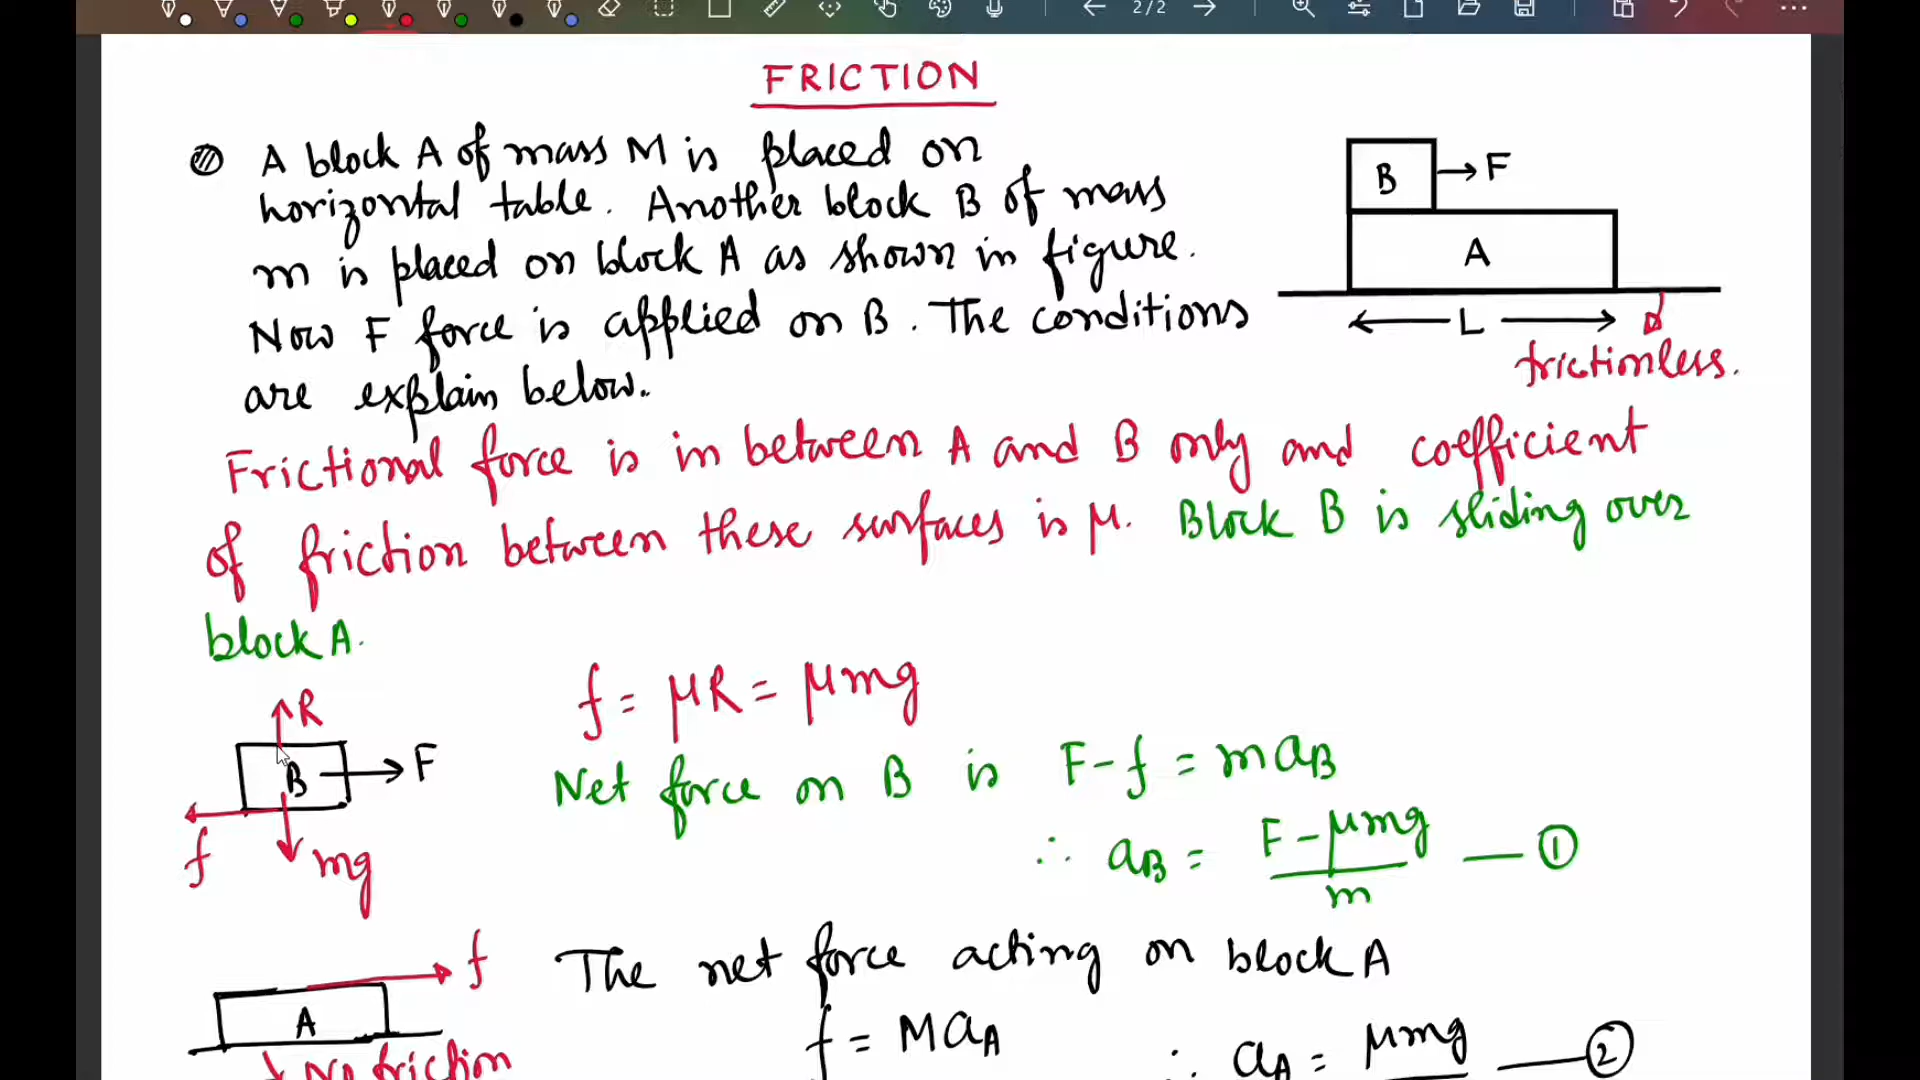 2/2
FRICTION
A block A of mass M is placed on
horizontal table. Another block B of mass
m is placed on block A as shown in figure.
Now F force is applied on B. The conditions
are explain below.
B
F
A
L
frictionless.
Frictional force is in between A and B only and coefficient
of friction between these surfaces is μ. Block B is sliding over
block A.
R
B
F
f
mg
f = μR = μmg
Net force on B is F-f = maB
∴ aB = F-μmg/m — ①
f
A
No friction
The net force acting on block A
f = MaA
∴ aA = μmg — ②